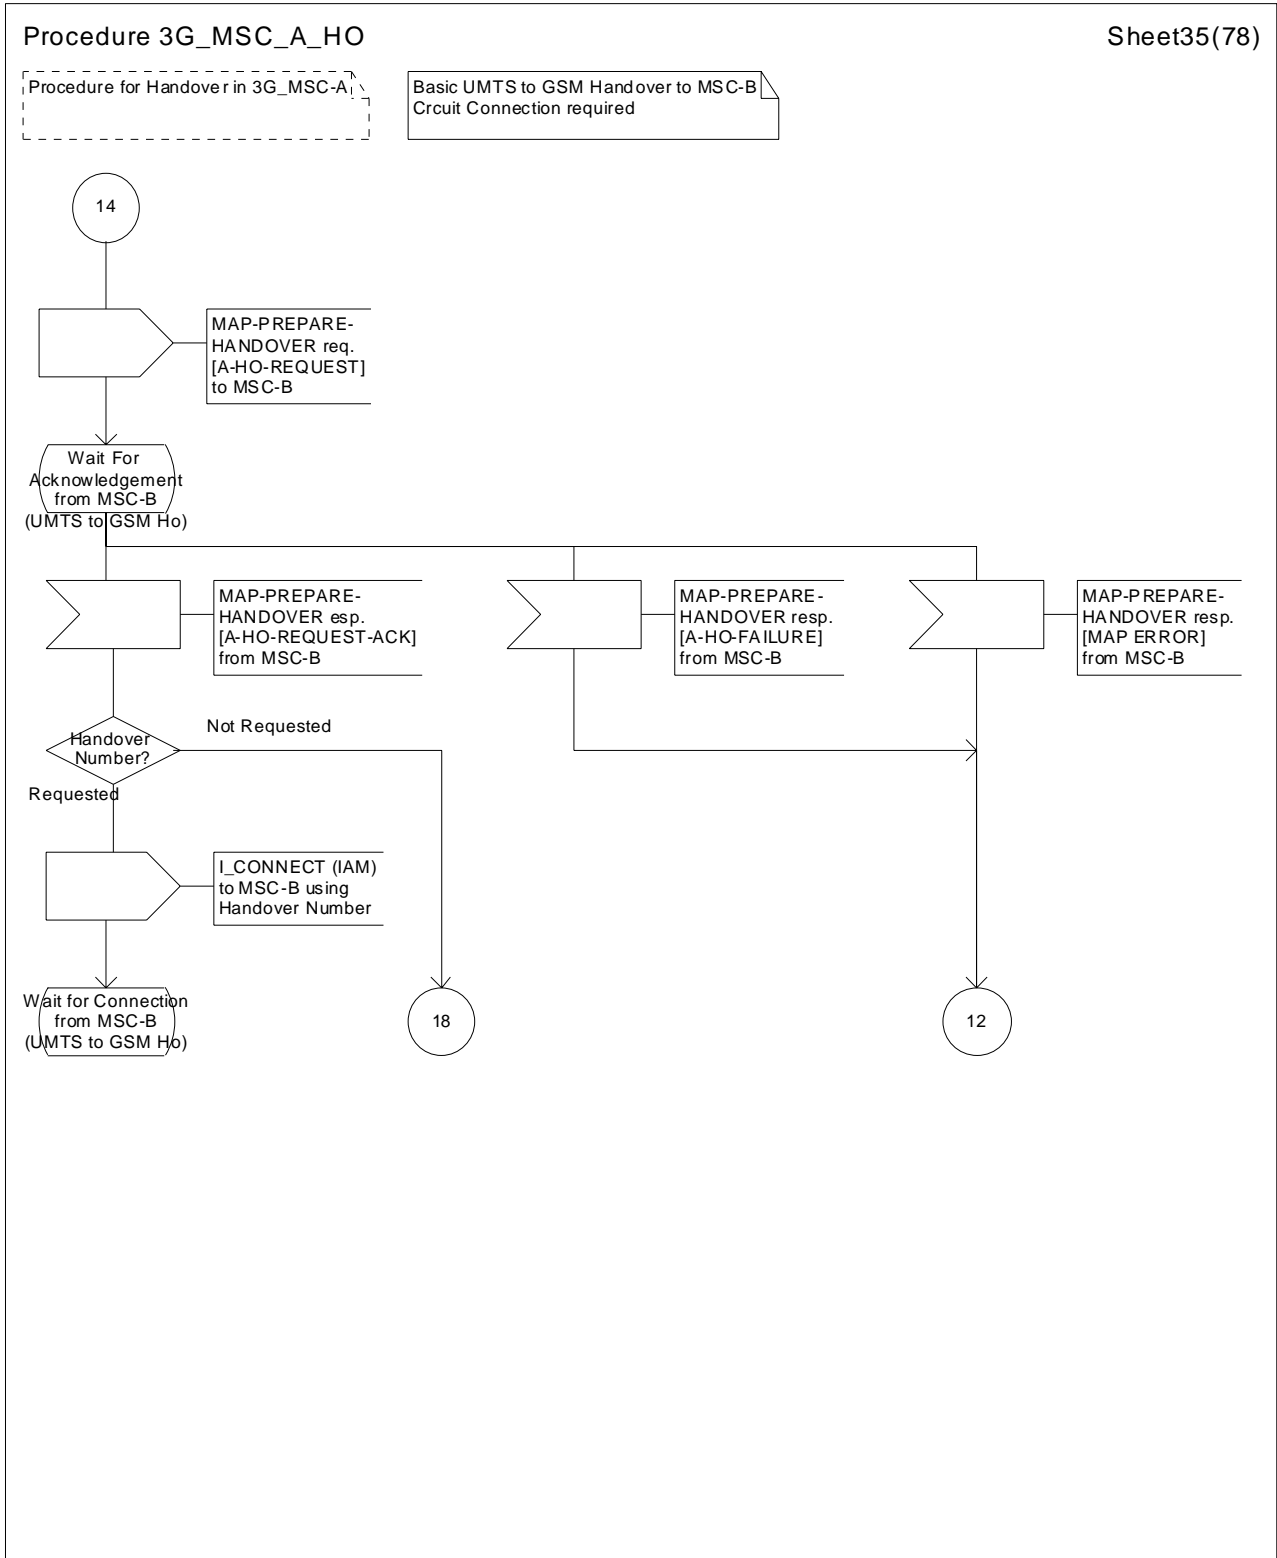 Procedure 3G_MSC_A_HO
Sheet35(78)
Procedure for Handover in 3G_MSC-A
Basic UMTS to GSM Handover to MSC-B
Crcuit Connection required
14
MAP-PREPARE-
HANDOVER req.
[A-HO-REQUEST]
to MSC-B
Wait For
Acknowledgement
from MSC-B
(UMTS to GSM Ho)
MAP-PREPARE-
HANDOVER esp.
[A-HO-REQUEST-ACK]
from MSC-B
MAP-PREPARE-
HANDOVER resp.
[A-HO-FAILURE]
from MSC-B
MAP-PREPARE-
HANDOVER resp.
[MAP ERROR]
from MSC-B
Handover
Number?
Not Requested
Requested
I_CONNECT (IAM)
to MSC-B using
Handover Number
Wait for Connection
from MSC-B
(UMTS to GSM Ho)
18
12